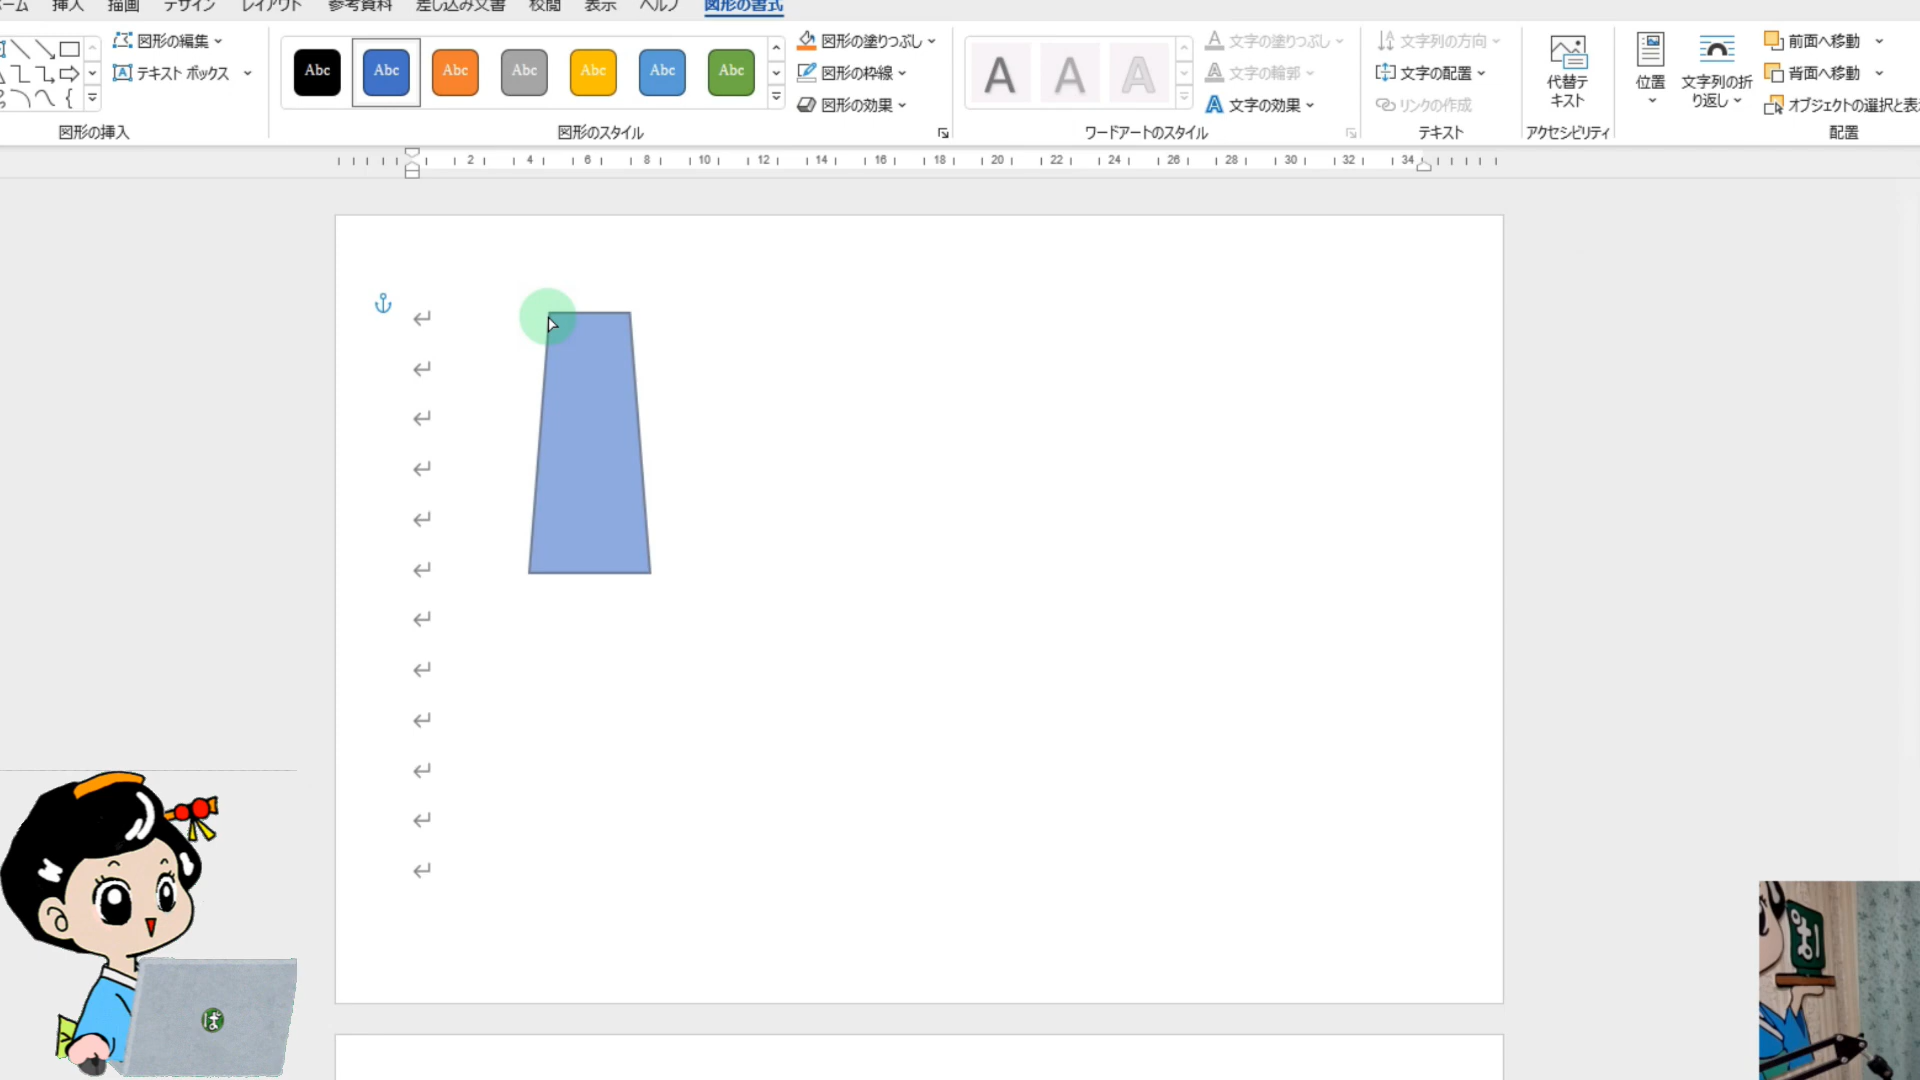 ーム 挿入 描画 デザイン レイアウト 参考資料 差し込み文書 校閲 表示 ヘルプ 図形の書式
図形の編集
テキスト ボックス
図形の挿入
Abc Abc Abc Abc Abc Abc Abc
図形の塗りつぶし
図形の枠線
図形の効果
図形のスタイル
A A A
文字の塗りつぶし
文字の輪郭
文字の効果
ワードアートのスタイル
文字列の方向
文字の配置
リンクの作成
テキスト
代替テ
キスト
アクセシビリティ
位置
文字列の折
り返し
前面へ移動
背面へ移動
オブジェクトの選択と表
配置
2 4 6 8 10 12 14 16 18 20 22 24 26 28 30 32 34
ぱ